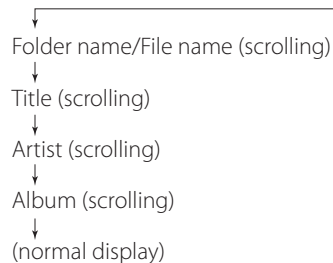 Folder name/File name (scrolling)
Title (scrolling)
Artist (scrolling)
Album (scrolling)
(normal display)